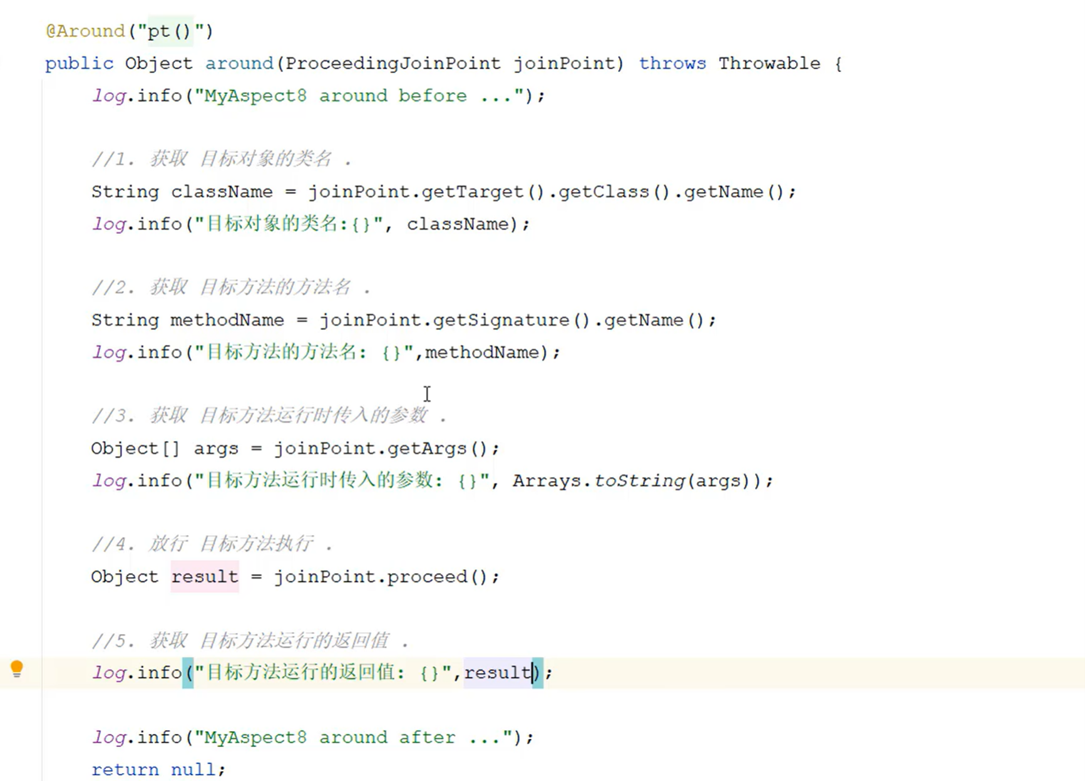 @Around("pt()")
public Object around(ProceedingJoinPoint joinPoint) throws Throwable {
log.info("MyAspect8 around before ...");
//1. 获取 目标对象的类名 .
String className = joinPoint.getTarget().getClass().getName();
log.info("目标对象的类名:{}", className);
//2. 获取 目标方法的方法名 .
String methodName = joinPoint.getSignature().getName();
log.info("目标方法的方法名: {}",methodName);
//3. 获取 目标方法运行时传入的参数 .
Object[] args = joinPoint.getArgs();
log.info("目标方法运行时传入的参数: {}", Arrays.toString(args));
//4. 放行 目标方法执行 .
Object result = joinPoint.proceed();
//5. 获取 目标方法运行的返回值 .
log.info("目标方法运行的返回值: {}",result);
log.info("MyAspect8 around after ...");
return null;